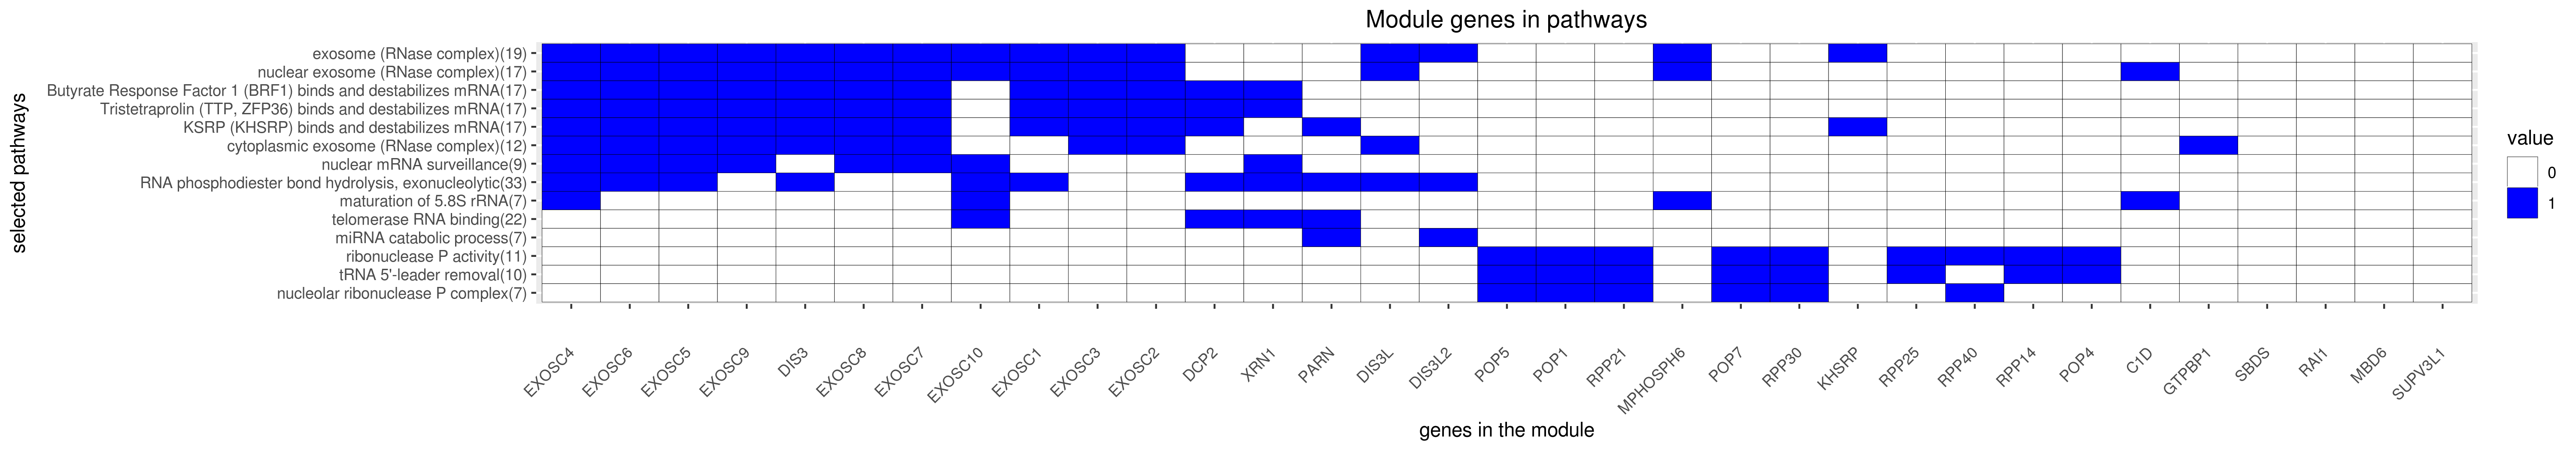 Module genes in pathways
selected pathways
exosome (RNase complex)(19)
nuclear exosome (RNase complex)(17)
Butyrate Response Factor 1 (BRF1) binds and destabilizes mRNA(17)
Tristetraprolin (TTP, ZFP36) binds and destabilizes mRNA(17)
KSRP (KHSRP) binds and destabilizes mRNA(17)
cytoplasmic exosome (RNase complex)(12)
nuclear mRNA surveillance(9)
RNA phosphodiester bond hydrolysis, exonucleolytic(33)
maturation of 5.8S rRNA(7)
telomerase RNA binding(22)
miRNA catabolic process(7)
ribonuclease P activity(11)
tRNA 5'-leader removal(10)
nucleolar ribonuclease P complex(7)
EXOSC4
EXOSC6
EXOSC5
EXOSC9
DIS3
EXOSC8
EXOSC7
EXOSC10
EXOSC1
EXOSC3
EXOSC2
DCP2
XRN1
PARN
DIS3L
DIS3L2
POP5
POP1
RPP21
MPHOSPH6
POP7
RPP30
KHSRP
RPP25
RPP40
RPP14
POP4
C1D
GTPBP1
SBDS
RAI1
MBD6
SUPV3L1
genes in the module
value
0
1